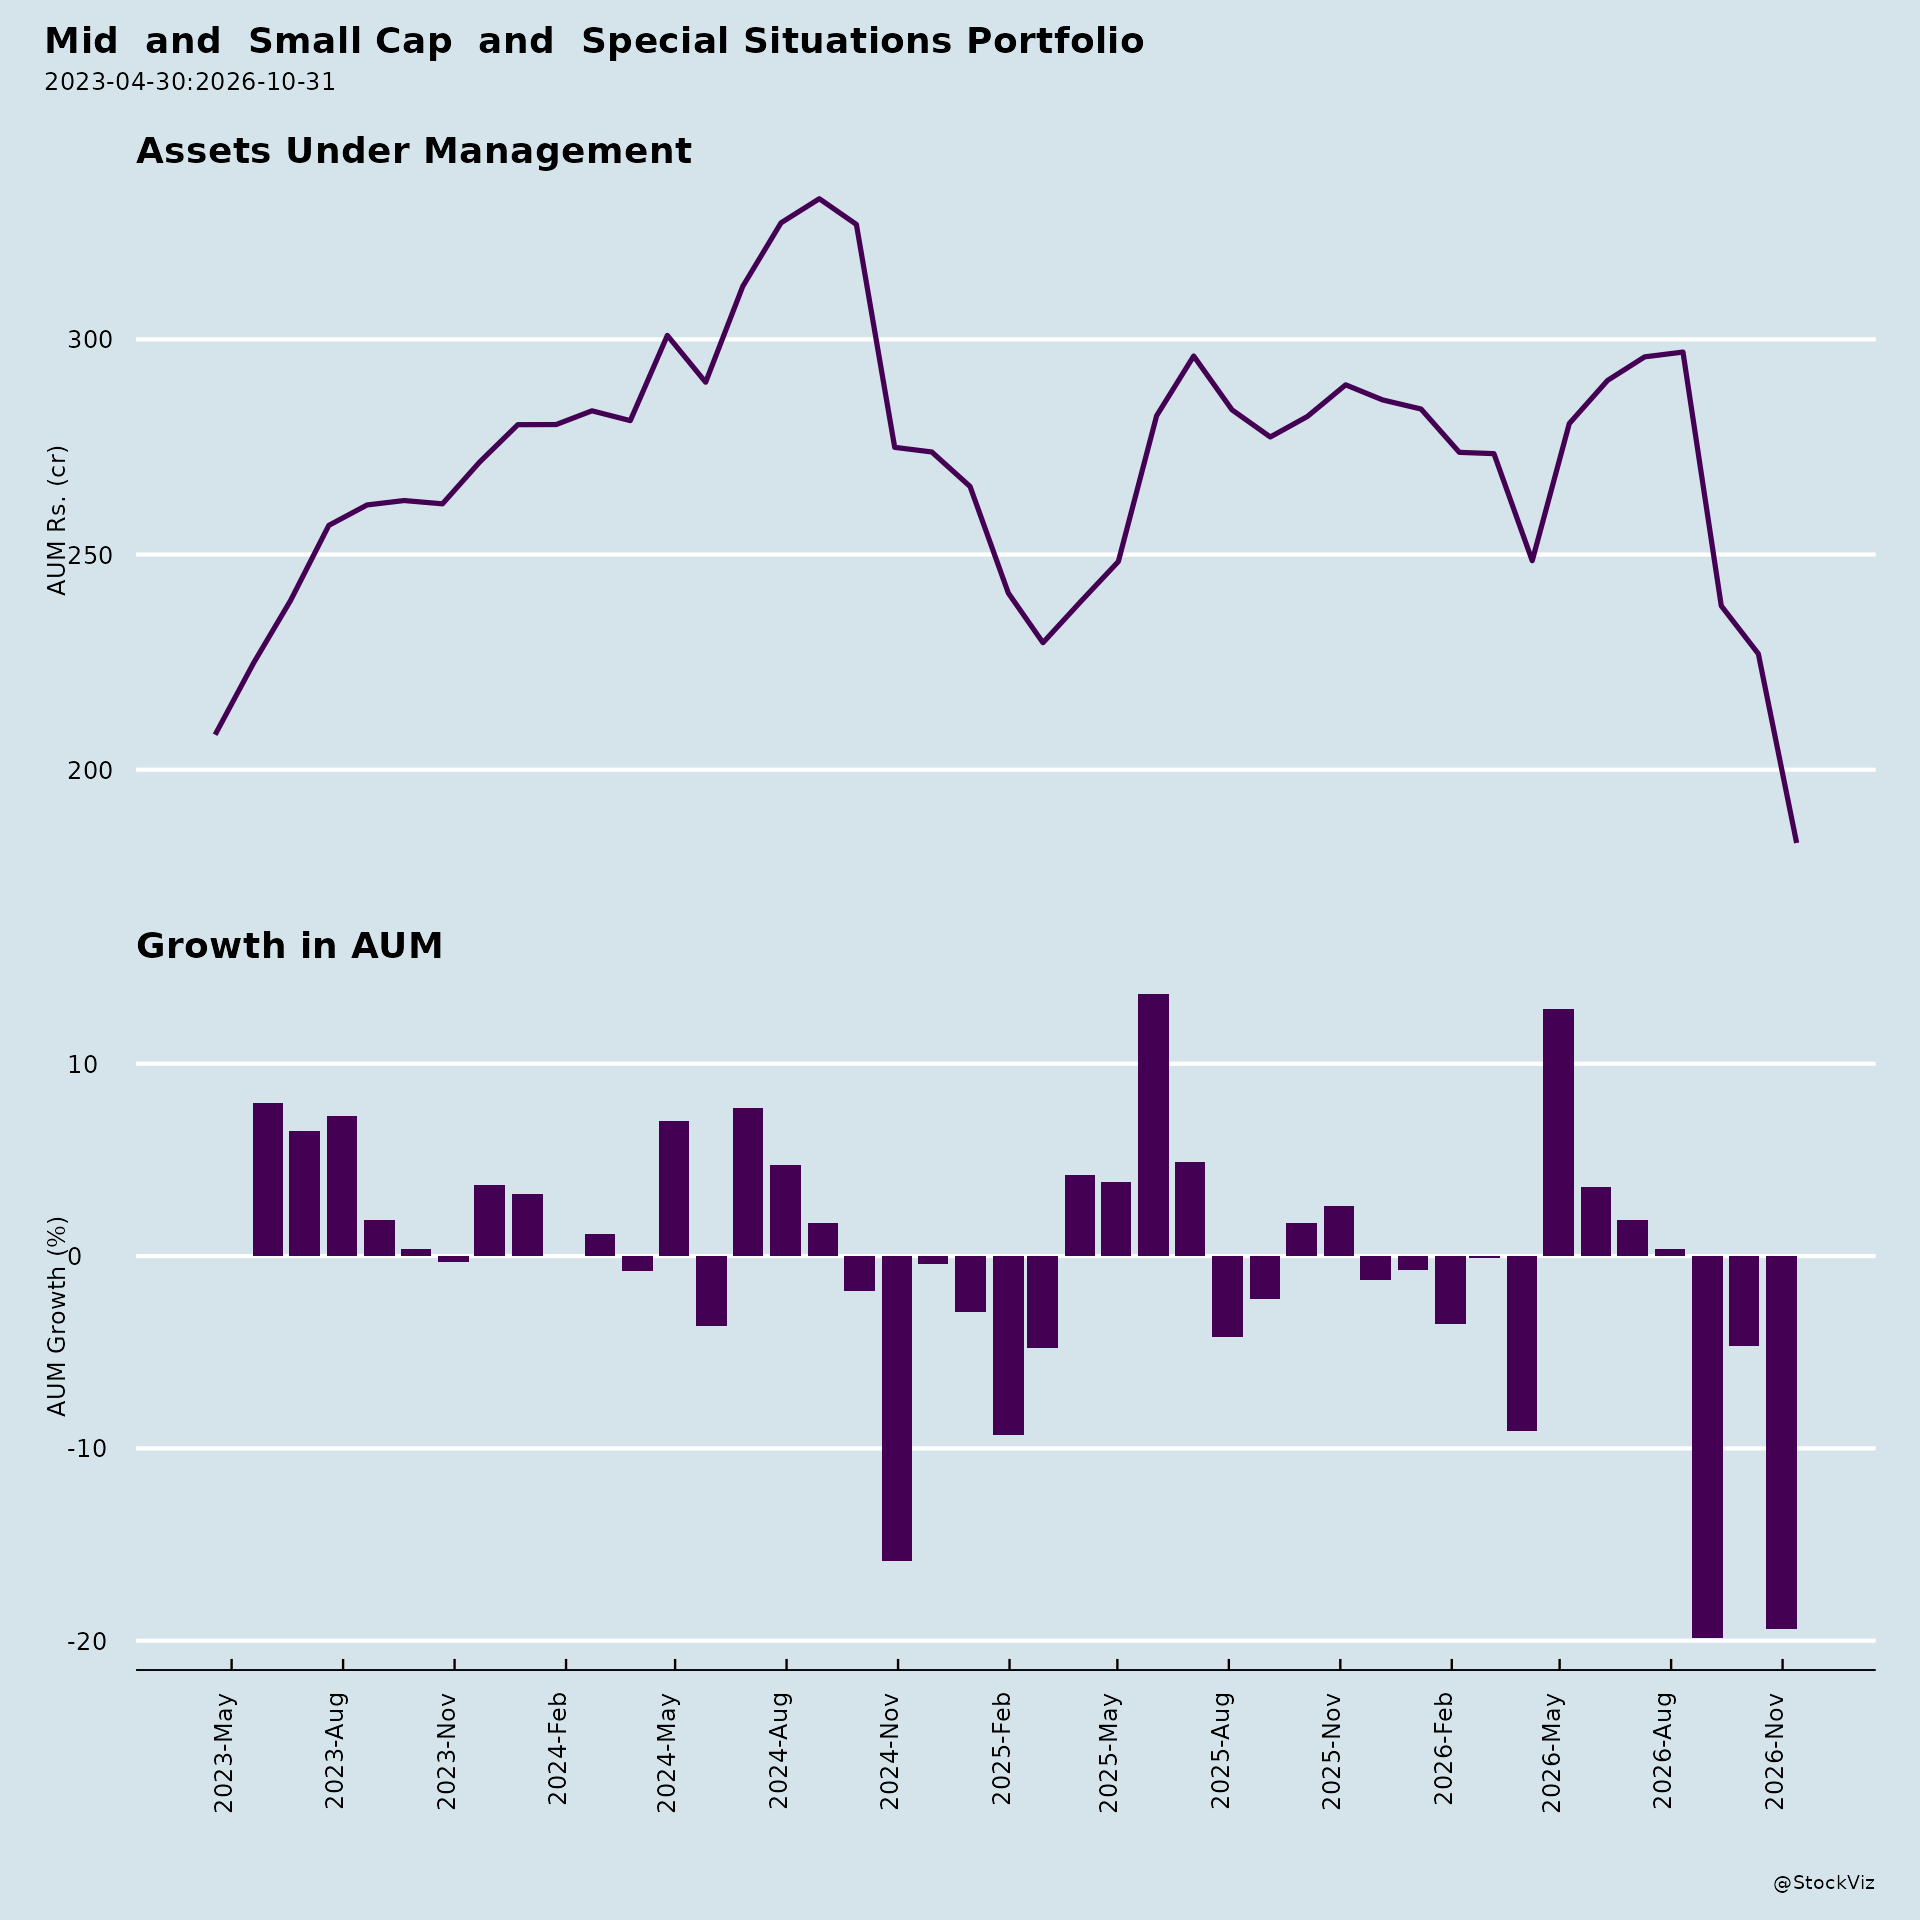 Mid and Small Cap and Special Situations Portfolio
2023-04-30:2026-10-31
Assets Under Management
AUM Rs. (cr)
300
250
200
Growth in AUM
AUM Growth (%)
10
0
-10
-20
2023-May
2023-Aug
2023-Nov
2024-Feb
2024-May
2024-Aug
2024-Nov
2025-Feb
2025-May
2025-Aug
2025-Nov
2026-Feb
2026-May
2026-Aug
2026-Nov
@StockViz